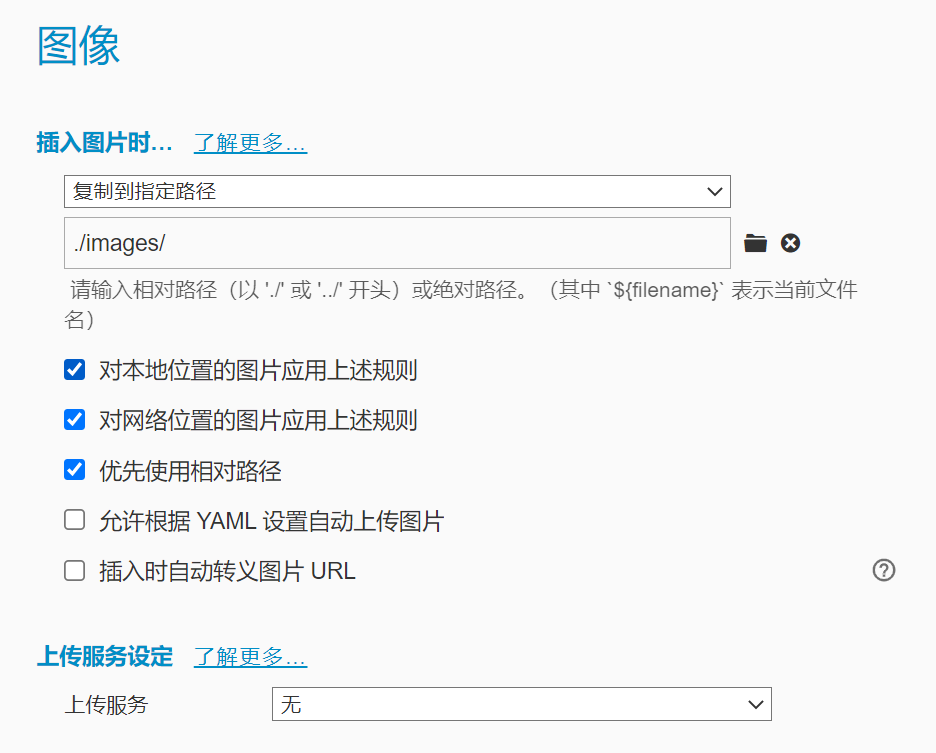 图像
插入图片时... 了解更多...
复制到指定路径
./images/
请输入相对路径（以 './' 或 '../' 开头）或绝对路径。（其中 `${filename}` 表示当前文件
名）
对本地位置的图片应用上述规则
对网络位置的图片应用上述规则
优先使用相对路径
允许根据 YAML 设置自动上传图片
插入时自动转义图片 URL
上传服务设定 了解更多...
上传服务 无